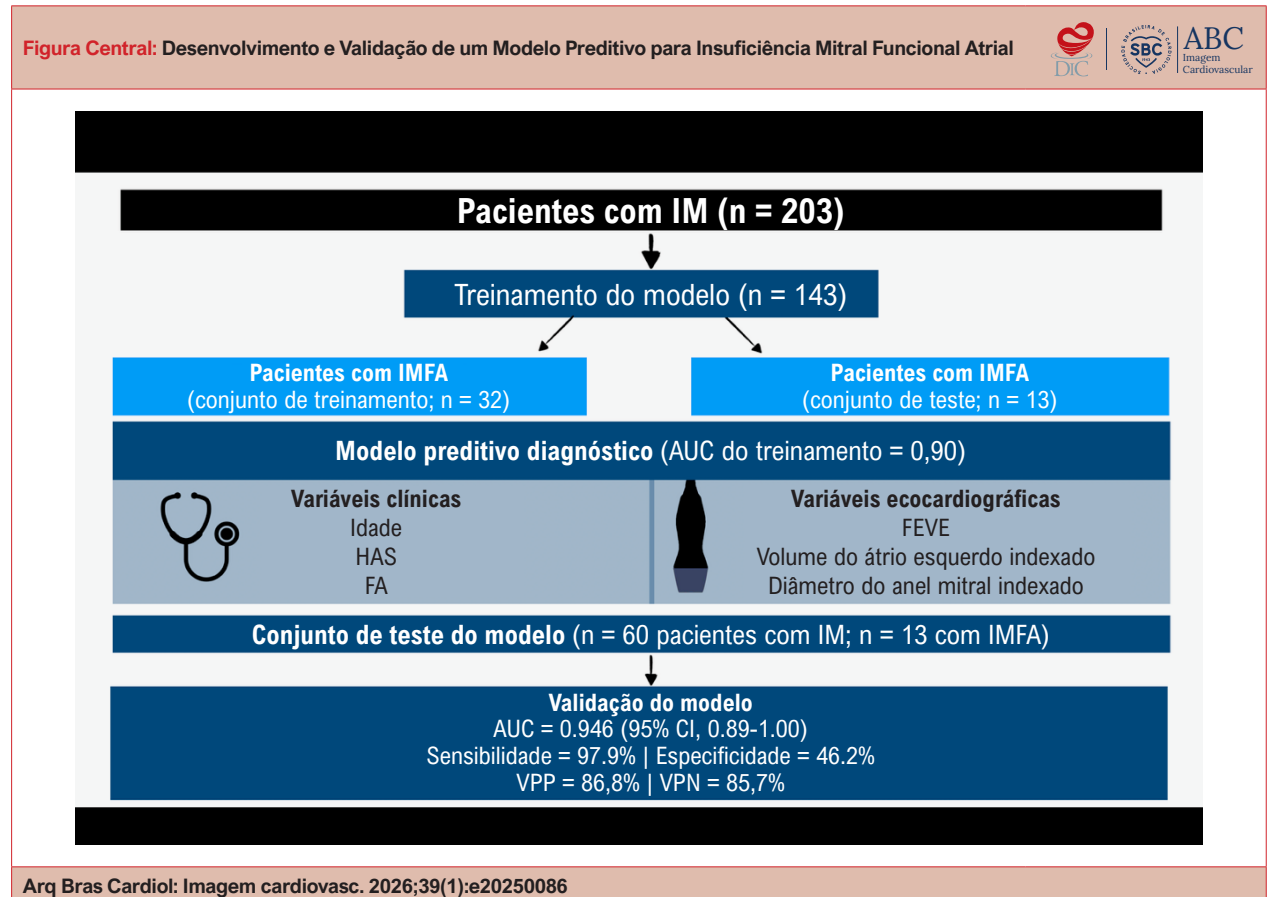 Figura Central: Desenvolvimento e Validação de um Modelo Preditivo para Insuficiência Mitral Funcional Atrial
DIC
SOCIEDADE BRASILEIRA DE CARDIOLOGIA
SBC
ABC
Imagem
Cardiovascular
Pacientes com IM (n = 203)
Treinamento do modelo (n = 143)
Pacientes com IMFA
(conjunto de treinamento; n = 32)
Pacientes com IMFA
(conjunto de teste; n = 13)
Modelo preditivo diagnóstico (AUC do treinamento = 0,90)
Variáveis clínicas
Idade
HAS
FA
Variáveis ecocardiográficas
FEVE
Volume do átrio esquerdo indexado
Diâmetro do anel mitral indexado
Conjunto de teste do modelo (n = 60 pacientes com IM; n = 13 com IMFA)
Validação do modelo
AUC = 0.946 (95% CI, 0.89-1.00)
Sensibilidade = 97.9% | Especificidade = 46.2%
VPP = 86,8% | VPN = 85,7%
Arq Bras Cardiol: Imagem cardiovasc. 2026;39(1):e20250086